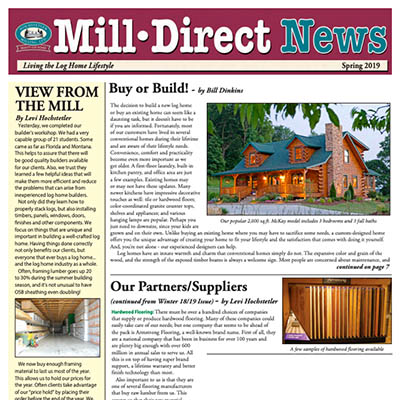 Mill•Direct News
Living the Log Home Lifestyle
Spring 2019
VIEW FROM
THE MILL
By Levi Hochstetler
Yesterday, we completed our
builder's workshop. We had a very
capable group of 21 students. Some
came as far as Florida and Montana.
This helps to assure that there will
be good quality builders available
for our clients. Also, we trust they
learned a few helpful ideas that will
make them more efficient and reduce
the problems that can arise from
inexperienced log home builders.
Not only did they learn how to
properly stack logs, but also installing
timbers, panels, windows, doors,
finishes and other components. We
focus on things that are unique and
important in building a well-crafted log
home. Having things done correctly
not only benefits our clients, but
everyone that ever buys a log home, and
the log home industry as a whole.
Often, framing lumber goes up 20
to 30% during the summer building
season, and it's not unusual to have
OSB sheathing even doubling!
We now buy enough framing
material to last us most of the year.
This allows us to hold our prices
for the year. Often clients take advantage
of our "price hold" by placing their
order before the end of the year. We
Buy or Build! - by Bill Dinkins
The decision to build a new log home
or buy an existing home can seem like a
daunting task, but it doesn't have to be
if you are informed. Fortunately, most
of our customers have lived in several
conventional homes during their lifetime
and are aware of their lifestyle needs.
Convenience, comfort and practicality
become even more important as we
get older. A first-floor laundry, built-in
kitchen pantry, and office area are just
a few examples. Existing homes may
or may not have these updates. Many
newer kitchens have impressive decorative
touches as well: tile or hardwood floors,
color-coordinated granite counter tops,
shelves and appliances; and various
hanging lamps are popular. Perhaps you
just need to downsize, since your kids are
grown and on their own. Unlike buying an existing home where you may have to sacrifice some needs, a custom-designed home
offers you the unique advantage of creating your home to fit your lifestyle and the satisfaction that comes with doing it yourself.
And, you're not alone - our experienced designers can help.
Log homes have an innate warmth and charm that conventional homes simply do not. The expansive color and grain of the
wood, and the strength of the exposed timber beams is always a welcome sight. Most people are concerned about maintenance, and
continued on page 7
Our popular 2,600 sq.ft. McKay model includes 3 bedrooms and 3 full baths
Our Partners/Suppliers
(continued from Winter 18/19 Issue) - by Levi Hochstetler
Hardwood Flooring: There must be over a hundred choices of companies
that supply or produce hardwood flooring. Many of these companies could
easily take care of our needs, but one company that seems to be ahead of
the pack is Armstrong Flooring, a well-known brand name. First of all, they
are a national company that has been in business for over 100 years and
are plenty big enough with over 600
million in annual sales to serve us. All
this is on top of having super brand
support, a lifetime warranty and better
finish technology than most.
Also important to us is that they are
one of several flooring manufacturers
that buy raw lumber from us. This
A few samples of hardwood flooring available